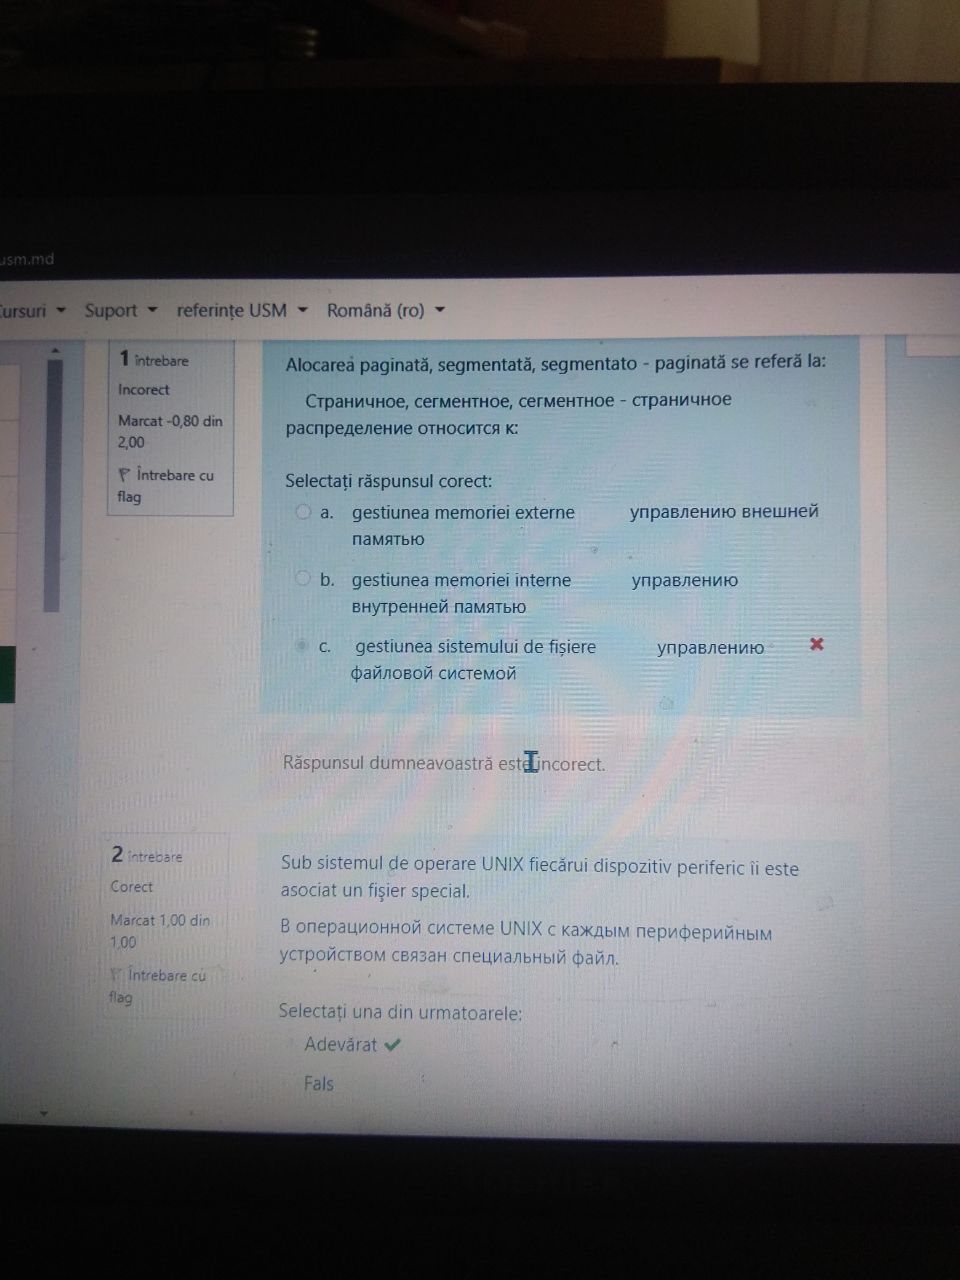 usm.md
Cursuri Suport referințe USM Română (ro)
1 întrebare
Incorect
Marcat -0,80 din
2,00
Întrebare cu
flag
Alocarea paginată, segmentată, segmentato - paginată se referă la:
Страничное, сегментное, сегментное - страничное
распределение относится к:
Selectați răspunsul corect:
a. gestiunea memoriei externe управлению внешней
памятью
b. gestiunea memoriei interne управлению
внутренней памятью
c. gestiunea sistemului de fișiere управлению
файловой системой
Răspunsul dumneavoastră este incorect.
2 întrebare
Corect
Marcat 1,00 din
1,00
Întrebare cu
flag
Sub sistemul de operare UNIX fiecărui dispozitiv periferic îi este
asociat un fişier special.
В операционной системе UNIX с каждым периферийным
устройством связан специальный файл.
Selectați una din urmatoarele:
Adevărat
Fals